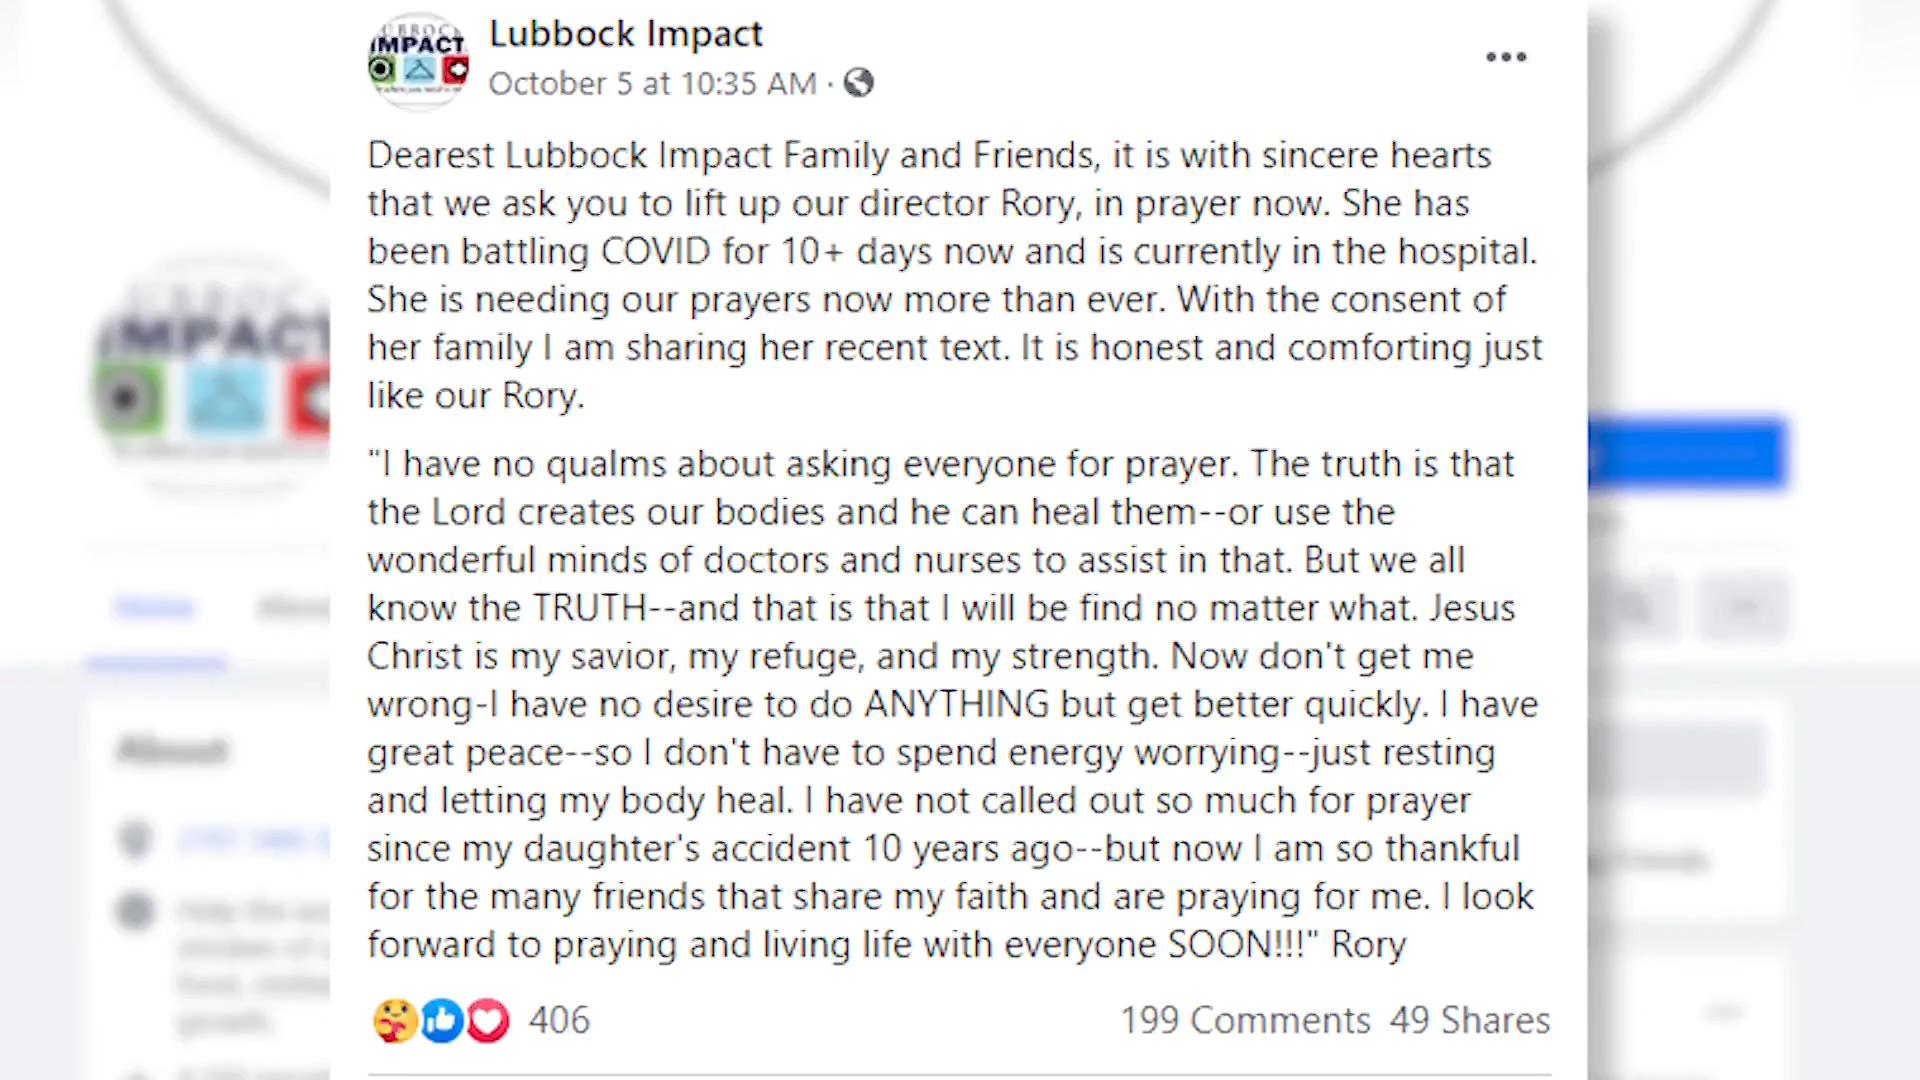 Lubbock Impact
October 5 at 10:35 AM ·
Dearest Lubbock Impact Family and Friends, it is with sincere hearts
that we ask you to lift up our director Rory, in prayer now. She has
been battling COVID for 10+ days now and is currently in the hospital.
She is needing our prayers now more than ever. With the consent of
her family I am sharing her recent text. It is honest and comforting just
like our Rory.
"I have no qualms about asking everyone for prayer. The truth is that
the Lord creates our bodies and he can heal them--or use the
wonderful minds of doctors and nurses to assist in that. But we all
know the TRUTH--and that is that I will be find no matter what. Jesus
Christ is my savior, my refuge, and my strength. Now don't get me
wrong-I have no desire to do ANYTHING but get better quickly. I have
great peace--so I don't have to spend energy worrying--just resting
and letting my body heal. I have not called out so much for prayer
since my daughter's accident 10 years ago--but now I am so thankful
for the many friends that share my faith and are praying for me. I look
forward to praying and living life with everyone SOON!!!" Rory
406
199 Comments 49 Shares
IMPACT
IMPACT
Home
About